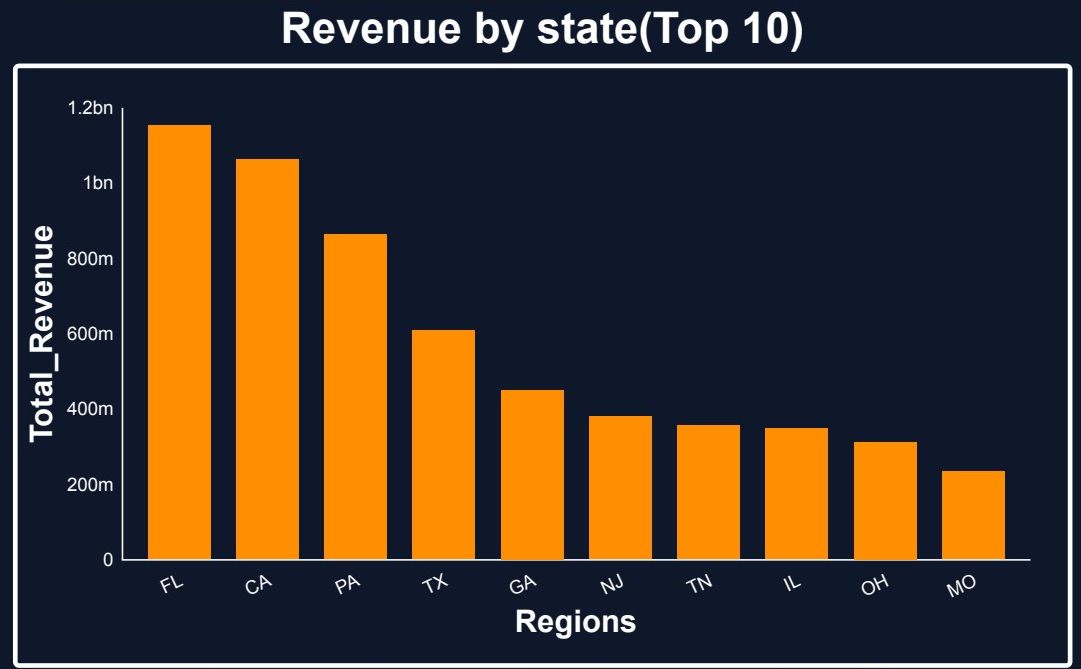 Revenue by state(Top 10)
1.2bn
1bn
800m
600m
400m
200m
0
Total_Revenue
FL CA PA TX GA NJ TN IL OH MO
Regions